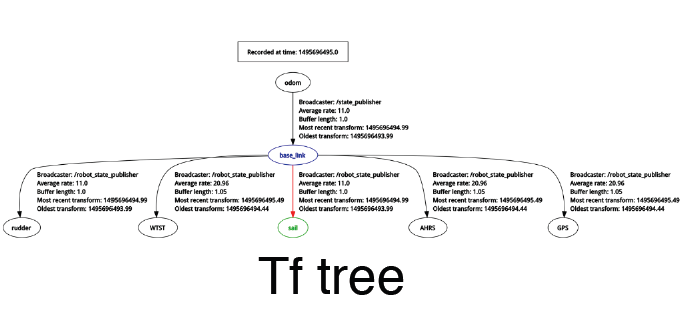 Recorded at time: 1495696495.0
odom
Broadcaster: /state_publisher
Average rate: 11.0
Buffer length: 1.0
Most recent transform: 1495696494.99
Oldest transform: 1495696493.99
base_link
Broadcaster: /robot_state_publisher
Average rate: 11.0
Buffer length: 1.0
Most recent transform: 1495696494.99
Oldest transform: 1495696493.99
Broadcaster: /robot_state_publisher
Average rate: 20.96
Buffer length: 1.05
Most recent transform: 1495696495.49
Oldest transform: 1495696494.44
Broadcaster: /robot_state_publisher
Average rate: 11.0
Buffer length: 1.0
Most recent transform: 1495696494.99
Oldest transform: 1495696493.99
Broadcaster: /robot_state_publisher
Average rate: 20.96
Buffer length: 1.05
Most recent transform: 1495696495.49
Oldest transform: 1495696494.44
Broadcaster: /robot_state_publisher
Average rate: 20.96
Buffer length: 1.05
Most recent transform: 1495696495.49
Oldest transform: 1495696494.44
rudder
WTST
sail
AHRS
GPS
Tf tree